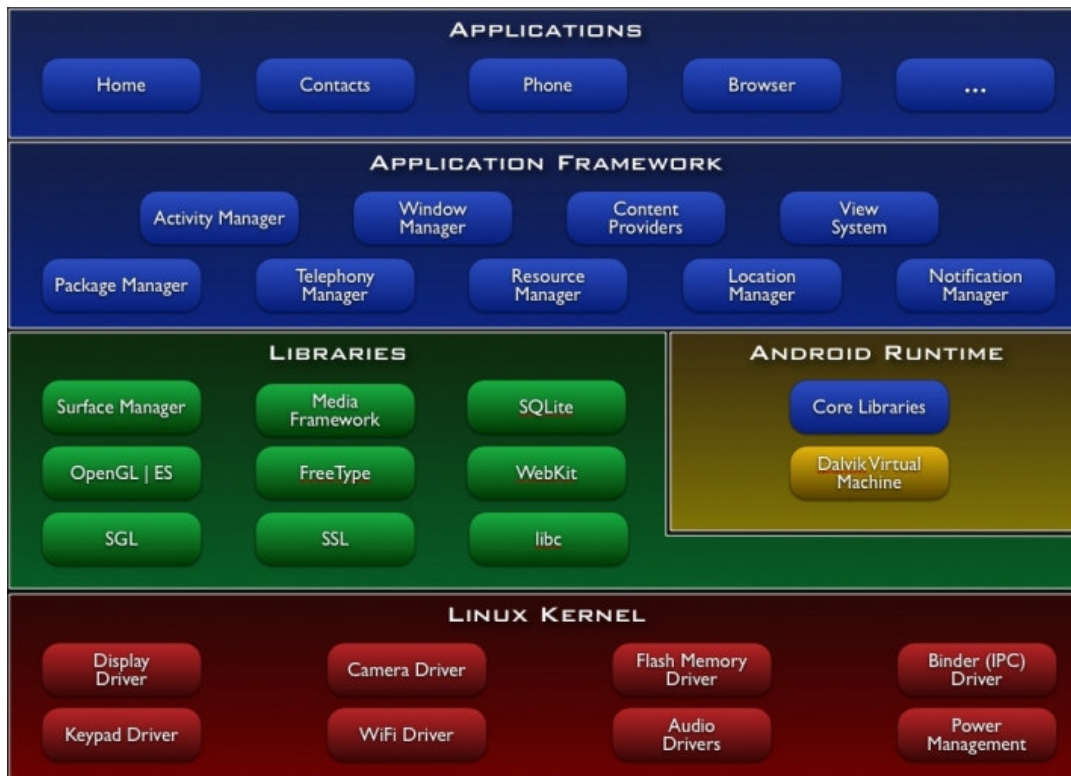 APPLICATIONS
Home
Contacts
Phone
Browser
...
APPLICATION FRAMEWORK
Activity Manager
Window
Manager
Content
Providers
View
System
Package Manager
Telephony
Manager
Resource
Manager
Location
Manager
Notification
Manager
LIBRARIES
Surface Manager
Media
Framework
SQLite
OpenGL | ES
FreeType
WebKit
SGL
SSL
libc
ANDROID RUNTIME
Core Libraries
Dalvik Virtual
Machine
LINUX KERNEL
Display
Driver
Camera Driver
Flash Memory
Driver
Binder (IPC)
Driver
Keypad Driver
WiFi Driver
Audio
Drivers
Power
Management